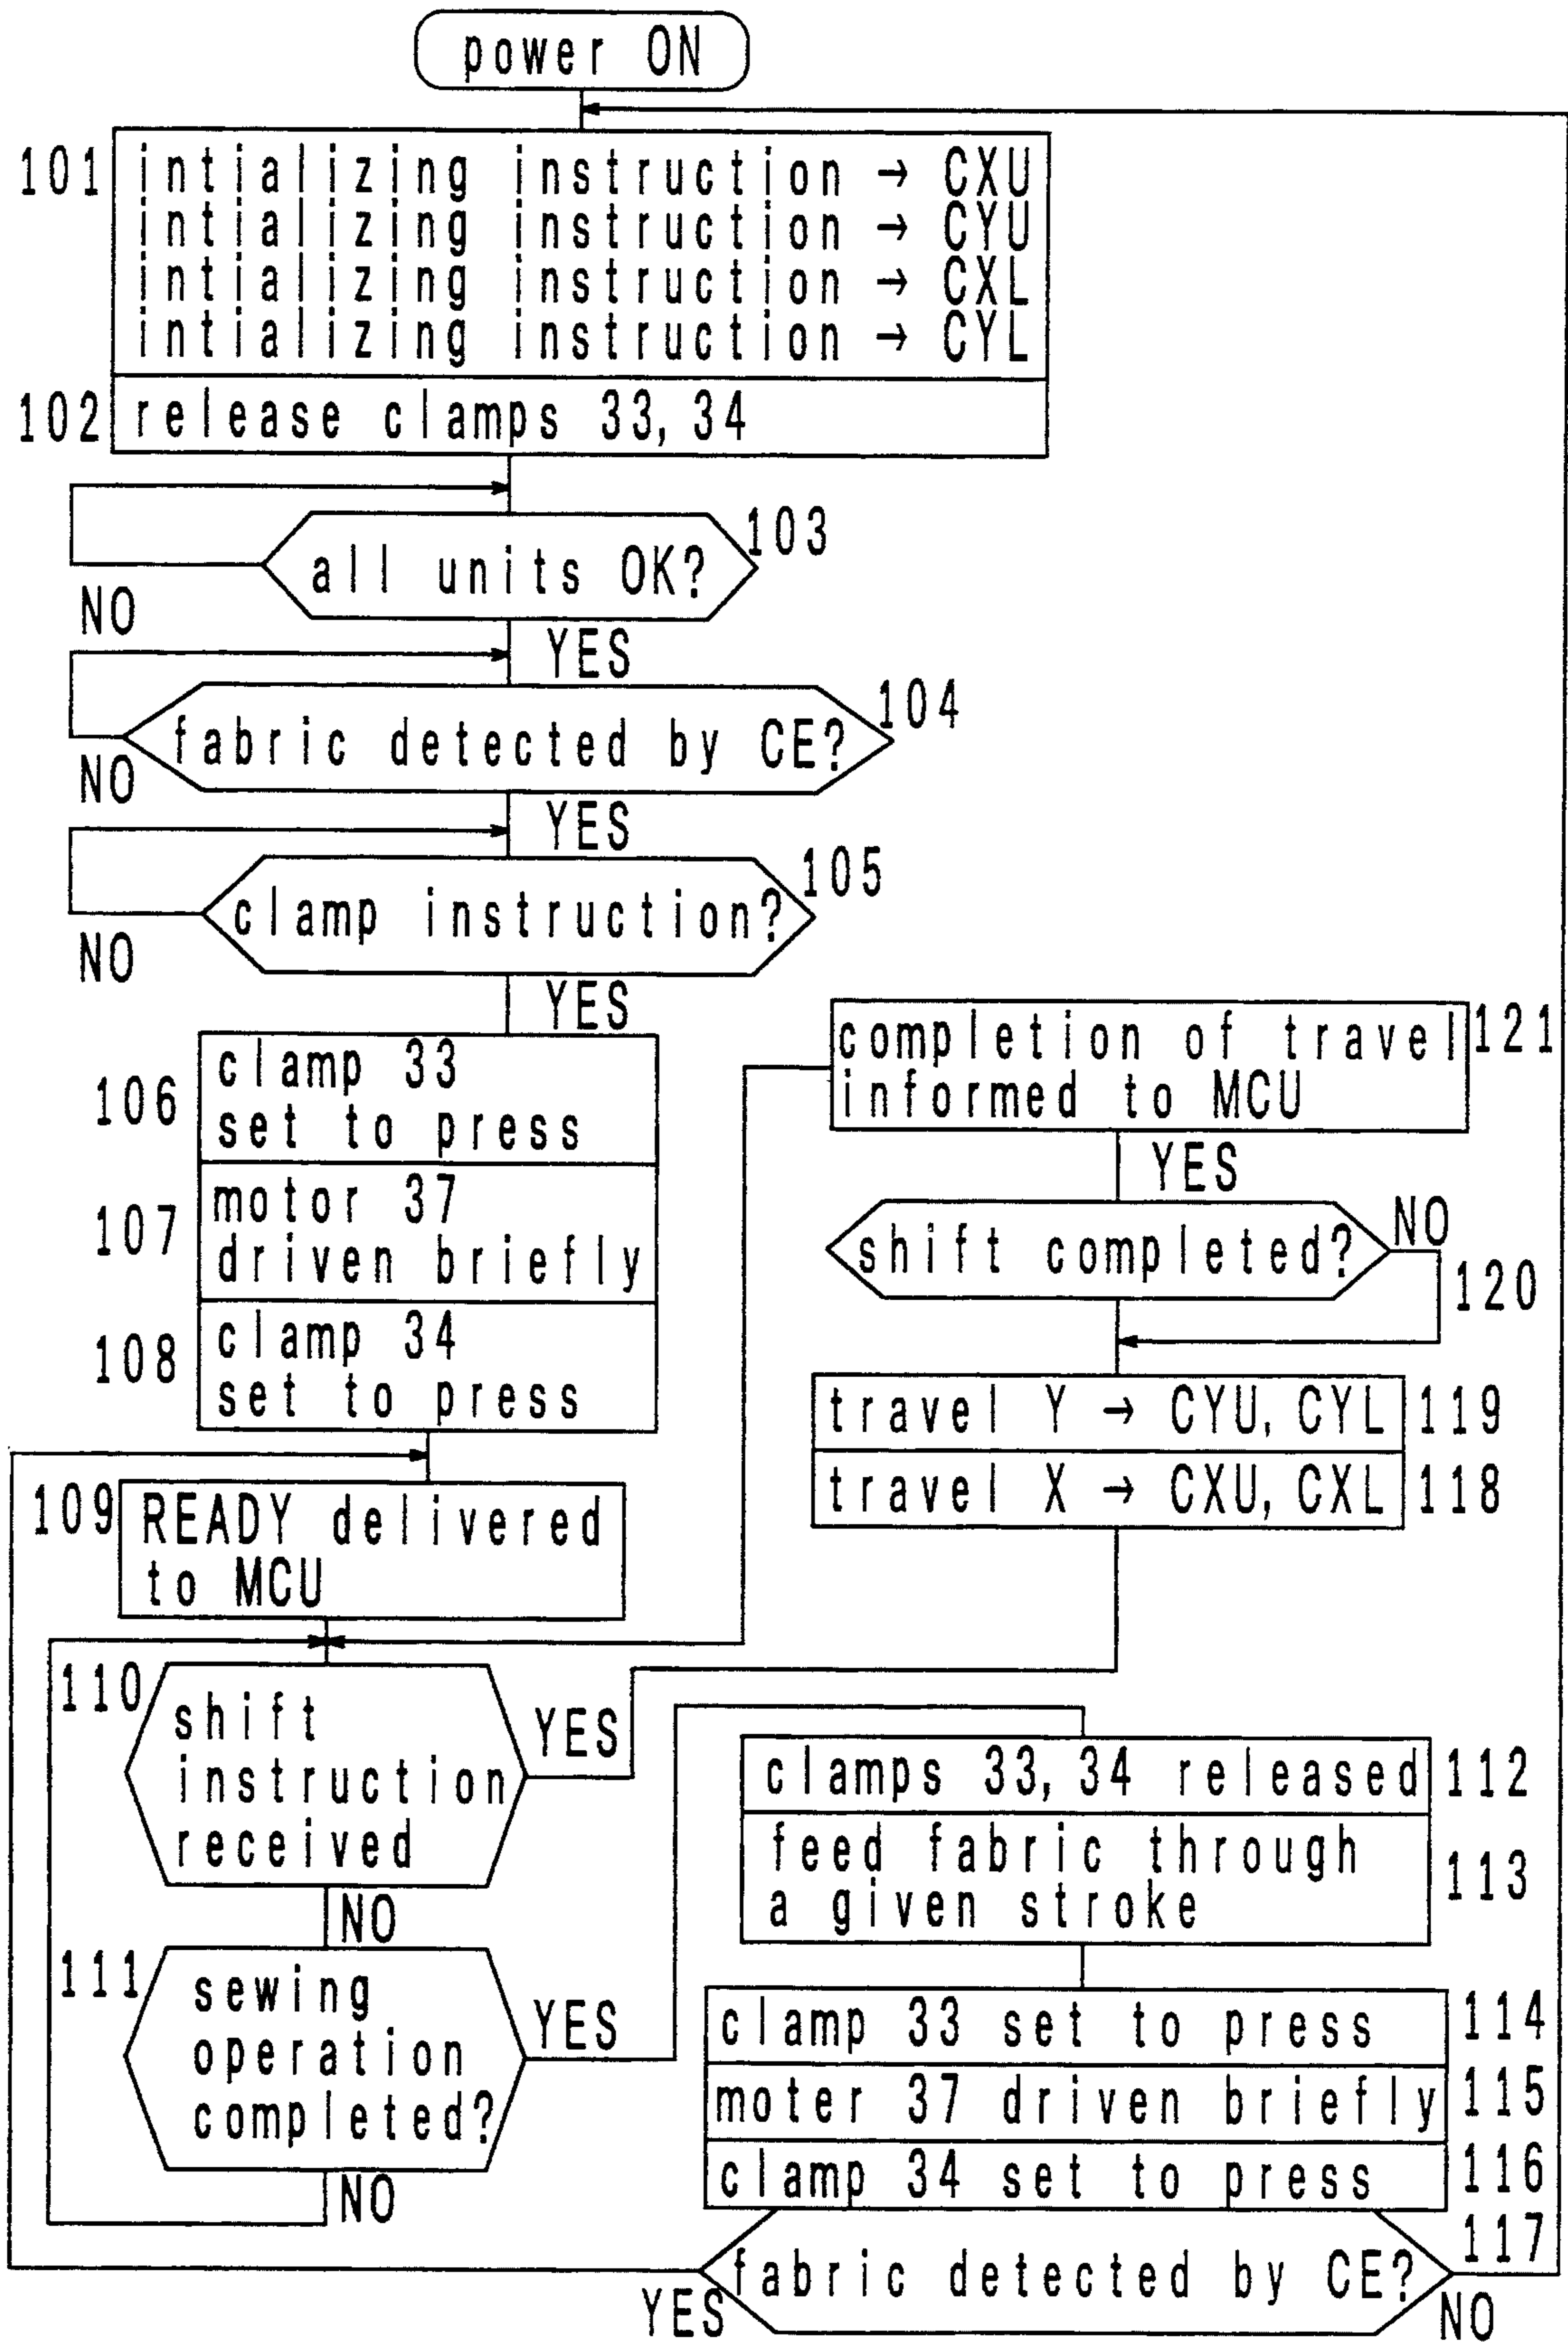 power ON
101
intializing instruction → CXU
intializing instruction → CYU
intializing instruction → CXL
intializing instruction → CYL
102
release clamps 33, 34
all units OK?
103
NO
YES
fabric detected by CE?
104
NO
YES
clamp instruction?
105
NO
YES
106
clamp 33
set to press
107
motor 37
driven briefly
108
clamp 34
set to press
109
READY delivered
to MCU
110
shift
instruction
received
YES
NO
111
sewing
operation
completed?
YES
NO
clamps 33, 34 released
112
feed fabric through
a given stroke
113
clamp 33 set to press
114
moter 37 driven briefly
115
clamp 34 set to press
116
fabric detected by CE?
117
YES
NO
completion of travel
informed to MCU
121
YES
shift completed?
NO
120
travel Y → CYU, CYL
119
travel X → CXU, CXL
118